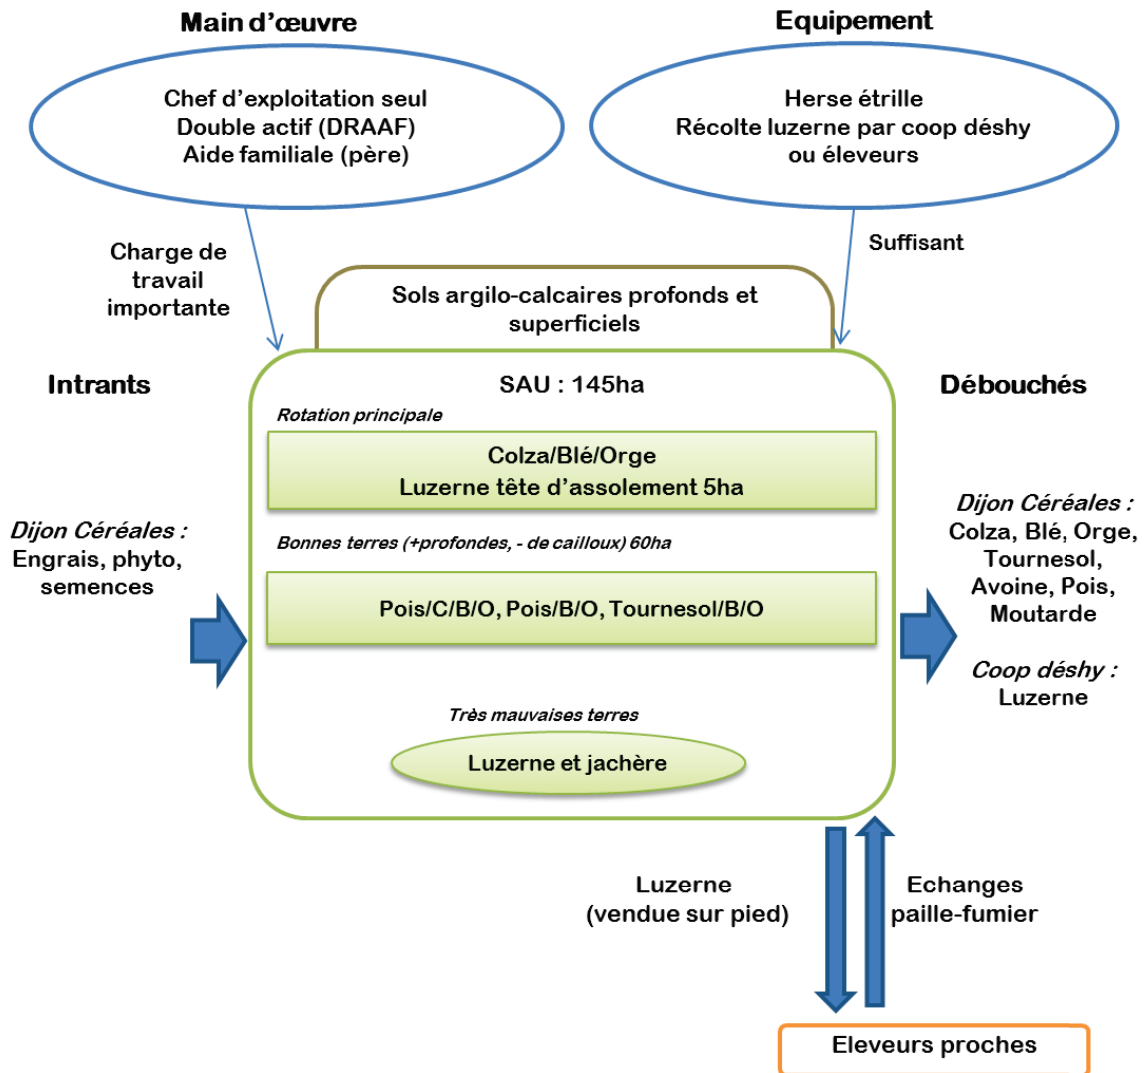 Main d’œuvre
Equipement
Chef d’exploitation seul
Double actif (DRAAF)
Aide familiale (père)
Herse étrille
Récolte luzerne par coop déshy
ou éleveurs
Charge de
travail
importante
Suffisant
Sols argilo-calcaires profonds et
superficiels
Intrants
SAU : 145ha
Débouchés
Rotation principale
Colza/Blé/Orge
Luzerne tête d’assolement 5ha
Dijon Céréales :
Engrais, phyto,
semences
Bonnes terres (+profondes, - de cailloux) 60ha
Pois/C/B/O, Pois/B/O, Tournesol/B/O
Dijon Céréales :
Colza, Blé, Orge,
Tournesol,
Avoine, Pois,
Moutarde
Coop déshy :
Luzerne
Très mauvaises terres
Luzerne et jachère
Luzerne
(vendue sur pied)
Echanges
paille-fumier
Eleveurs proches